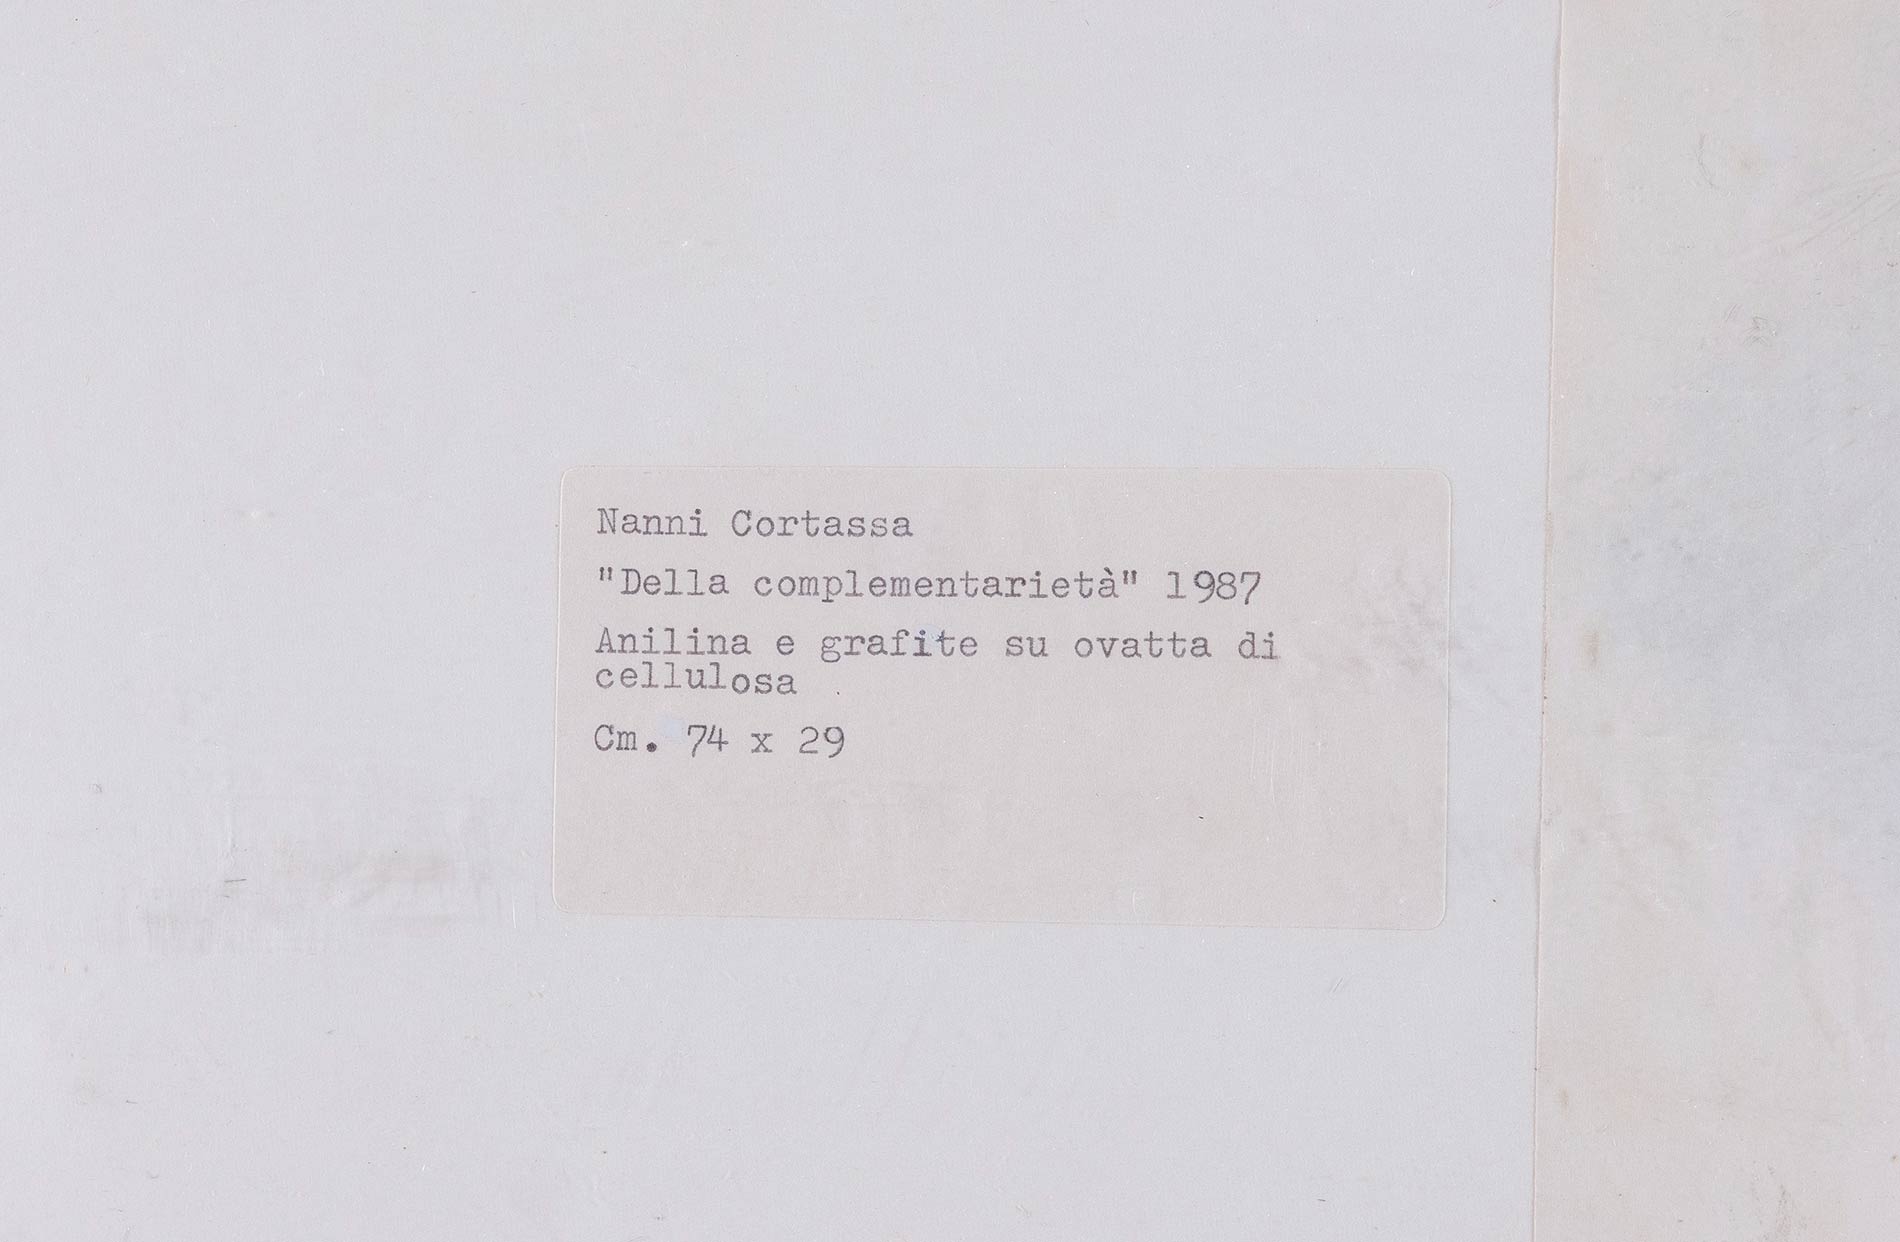 Nanni Cortassa
"Della complementarietà" 1987
Anilina e grafite su ovatta di
cellulosa
Cm. 74 x 29